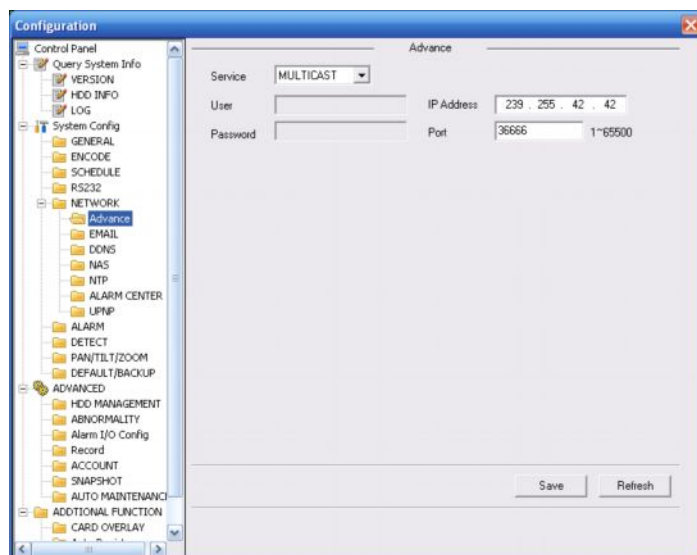 Configuration
Control Panel
Query System Info
VERSION
HDD INFO
LOG
System Config
GENERAL
ENCODE
SCHEDULE
RS232
NETWORK
Advance
EMAIL
DDNS
NAS
NTP
ALARM CENTER
UPNP
ALARM
DETECT
PAN/TILT/ZOOM
DEFAULT/BACKUP
ADVANCED
HDD MANAGEMENT
ABNORMALITY
Alarm I/O Config
Record
ACCOUNT
SNAPSHOT
AUTO MAINTENANC
ADDTIONAL FUNCTION
CARD OVERLAY
Advance
Service MULTICAST
User IP Address 239 . 255 . 42 . 42
Password Port 36666 1~65500
Save Refresh